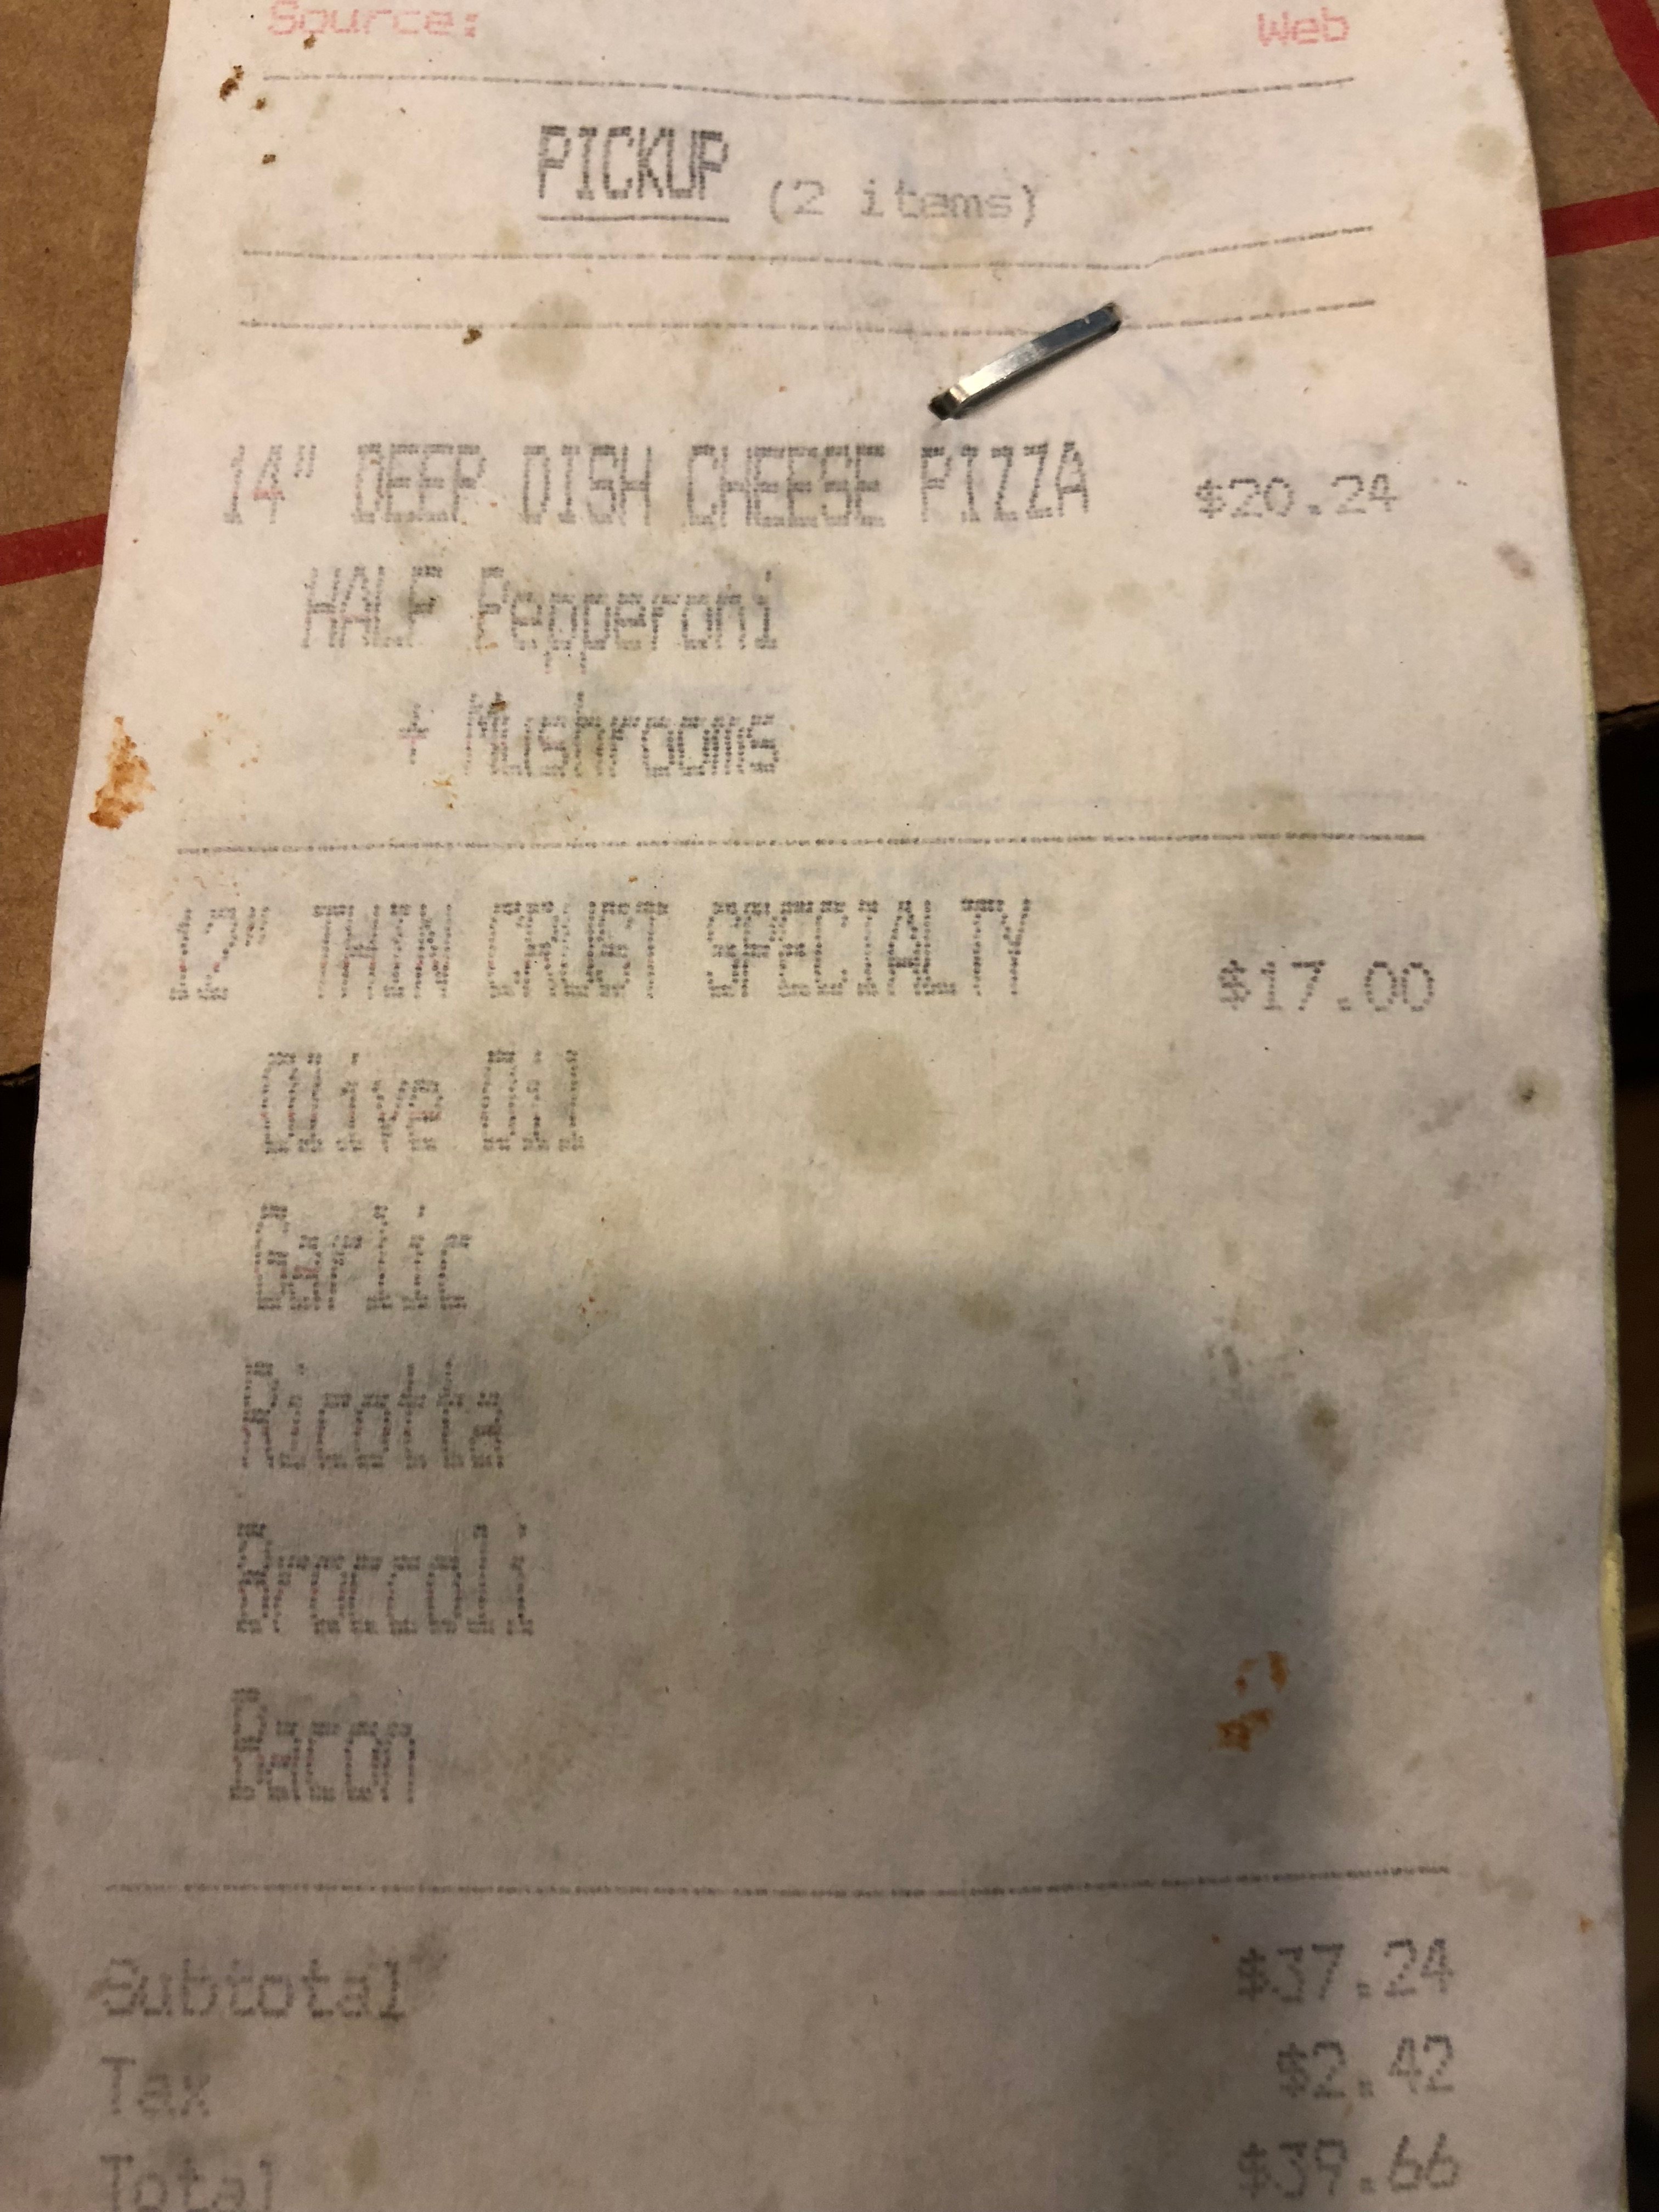 Source: Web
PICKUP (2 items)
14" DEEP DISH CHEESE PIZZA $20.24
HALF Pepperoni
+ Mushrooms
12" THIN CRUST SPECIALTY $17.00
Olive Oil
Garlic
Ricotta
Broccoli
Bacon
Subtotal $37.24
Tax $2.42
Total $39.66